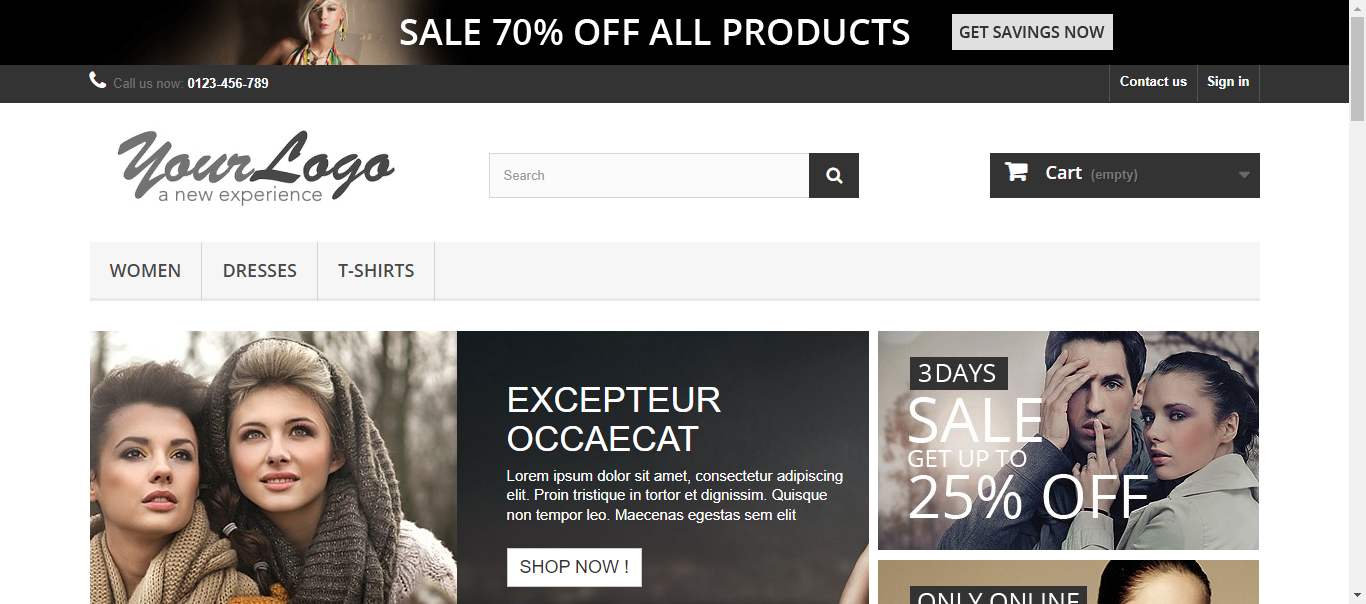 SALE 70% OFF ALL PRODUCTS
GET SAVINGS NOW
Call us now: 0123-456-789
Contact us
Sign in
YourLogo
a new experience
Search
Cart (empty)
WOMEN
DRESSES
T-SHIRTS
EXCEPTEUR
OCCAECAT
Lorem ipsum dolor sit amet, consectetur adipiscing
elit. Proin tristique in tortor et dignissim. Quisque
non tempor leo. Maecenas egestas sem elit
SHOP NOW !
3 DAYS
SALE
GET UP TO
25% OFF
ONLY ONLINE